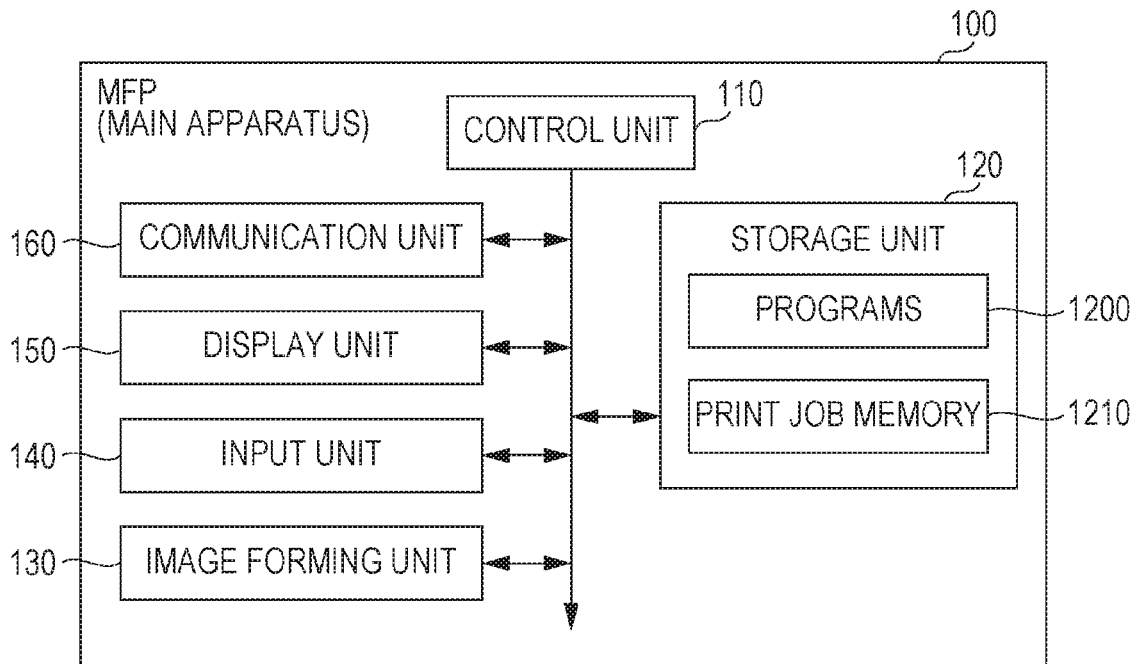 100
MFP
(MAIN APPARATUS)
110
CONTROL UNIT
120
160
COMMUNICATION UNIT
STORAGE UNIT
PROGRAMS
1200
150
DISPLAY UNIT
PRINT JOB MEMORY
1210
140
INPUT UNIT
130
IMAGE FORMING UNIT